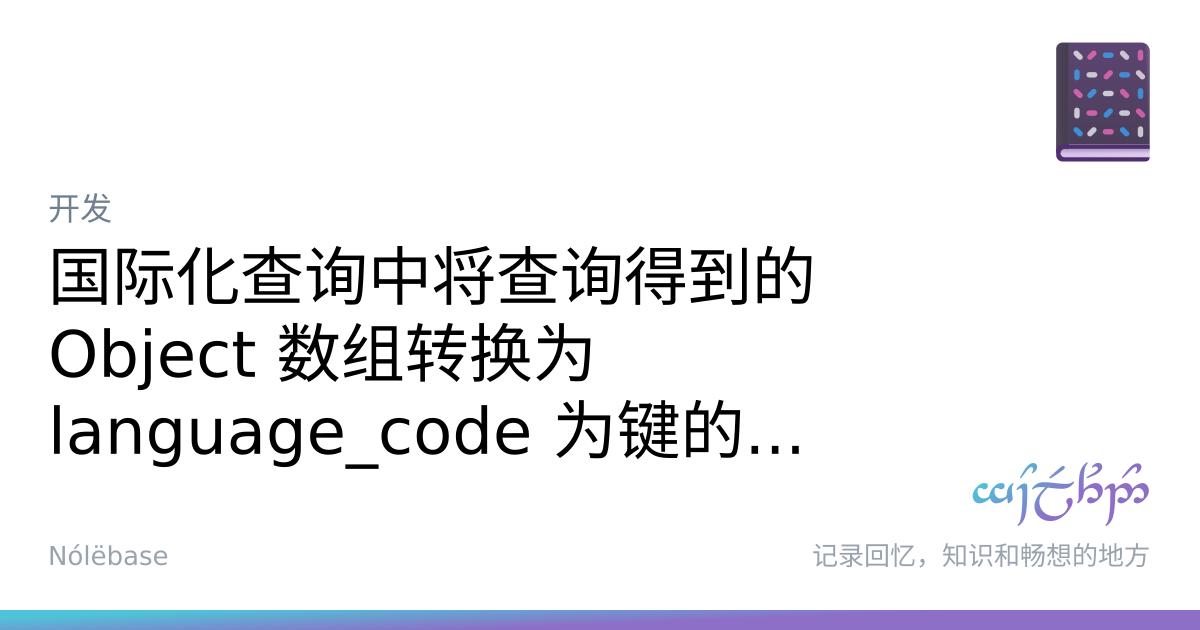 开发
国际化查询中将查询得到的
Object 数组转换为
language_code 为键的...
Nólëbase
记录回忆，知识和畅想的地方